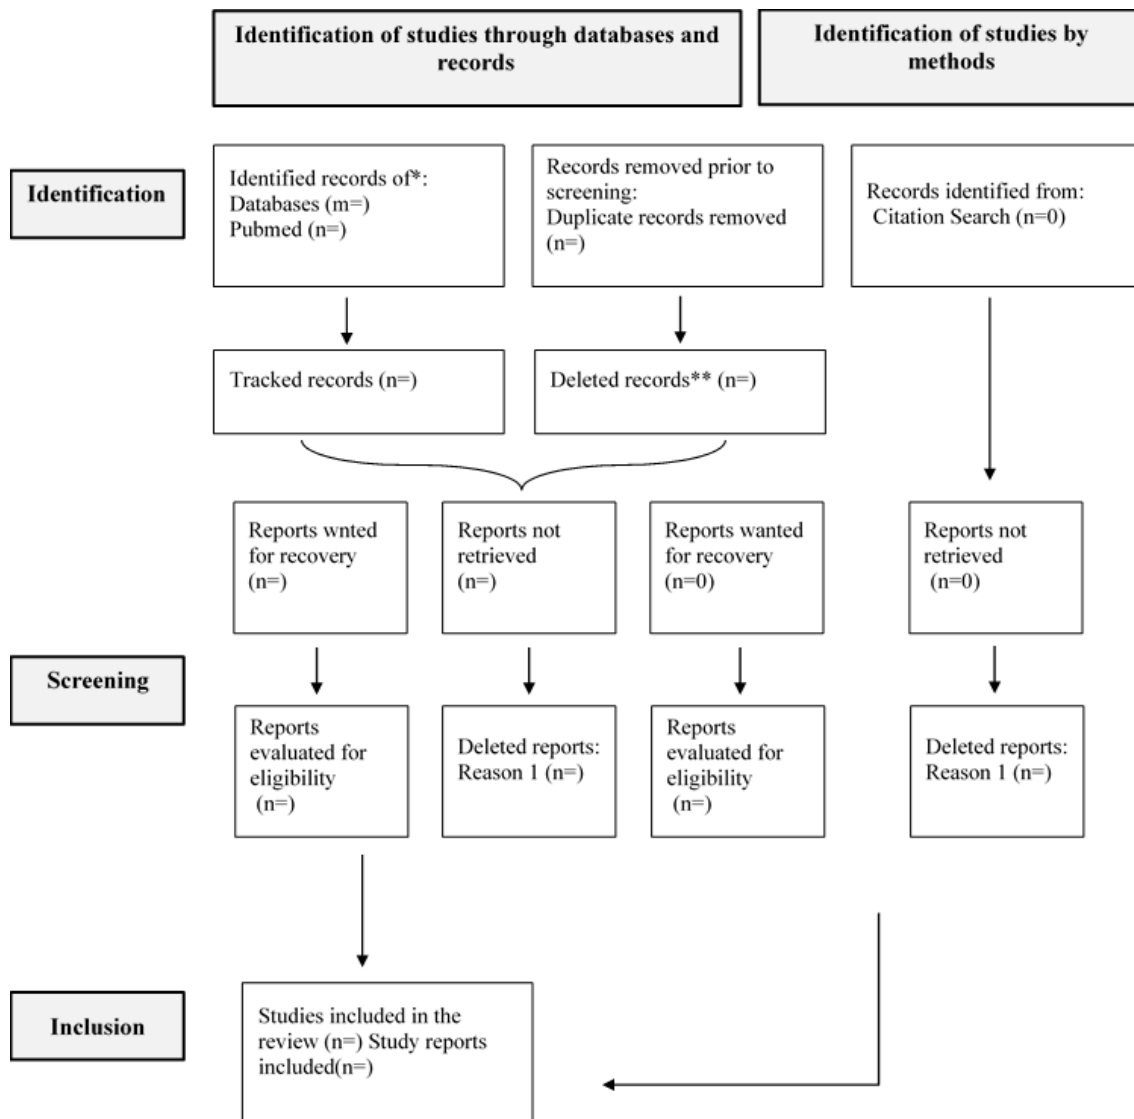 Identification of studies through databases and
records
Identification of studies by
methods
Identification
Identified records of*:
Databases (m=)
Pubmed (n=)
Records removed prior to
screening:
Duplicate records removed
(n=)
Records identified from:
Citation Search (n=0)
Tracked records (n=)
Deleted records** (n=)
Reports wnted
for recovery
(n=)
Reports not
retrieved
(n=)
Reports wanted
for recovery
(n=0)
Reports not
retrieved
(n=0)
Screening
Reports
evaluated for
eligibility
(n=)
Deleted reports:
Reason 1 (n=)
Reports
evaluated for
eligibility
(n=)
Deleted reports:
Reason 1 (n=)
Inclusion
Studies included in the
review (n=) Study reports
included(n=)